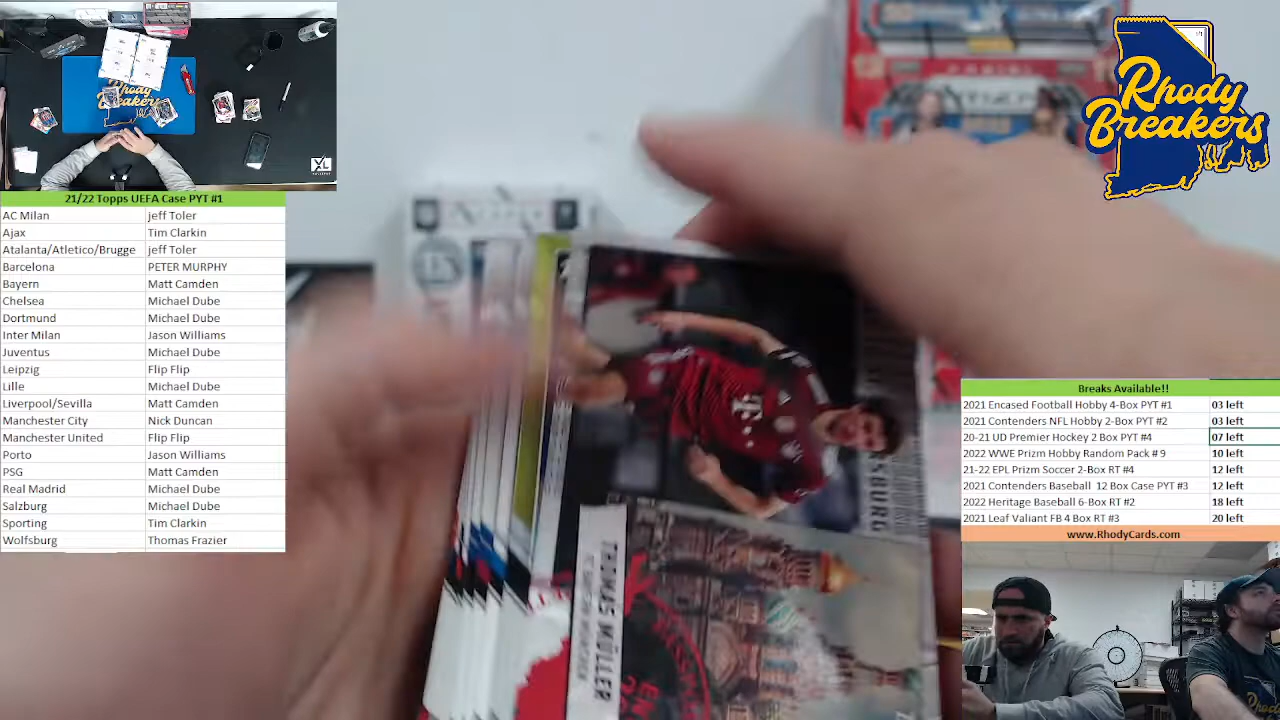 21/22 Topps UEFA Case PYT #1
AC Milan jeff Toler
Ajax Tim Clarkin
Atalanta/Atletico/Brugge jeff Toler
Barcelona PETER MURPHY
Bayern Matt Camden
Chelsea Michael Dube
Dortmund Michael Dube
Inter Milan Jason Williams
Juventus Michael Dube
Leipzig Flip Flip
Lille Michael Dube
Liverpool/Sevilla Matt Camden
Manchester City Nick Duncan
Manchester United Flip Flip
Porto Jason Williams
PSG Matt Camden
Real Madrid Michael Dube
Salzburg Michael Dube
Sporting Tim Clarkin
Wolfsburg Thomas Frazier
Rhody
Breakers
XL
THOMAS MÜLLER
Rhody
Breakers
Breaks Available!!
2021 Encased Football Hobby 4-Box PYT #1 03 left
2021 Contenders NFL Hobby 2-Box PYT #2 03 left
20-21 UD Premier Hockey 2 Box PYT #4 07 left
2022 WWE Prizm Hobby Random Pack # 9 10 left
21-22 EPL Prizm Soccer 2-Box RT #4 12 left
2021 Contenders Baseball 12 Box Case PYT #3 12 left
2022 Heritage Baseball 6-Box RT #2 18 left
2021 Leaf Valiant FB 4 Box RT #3 20 left
www.RhodyCards.com